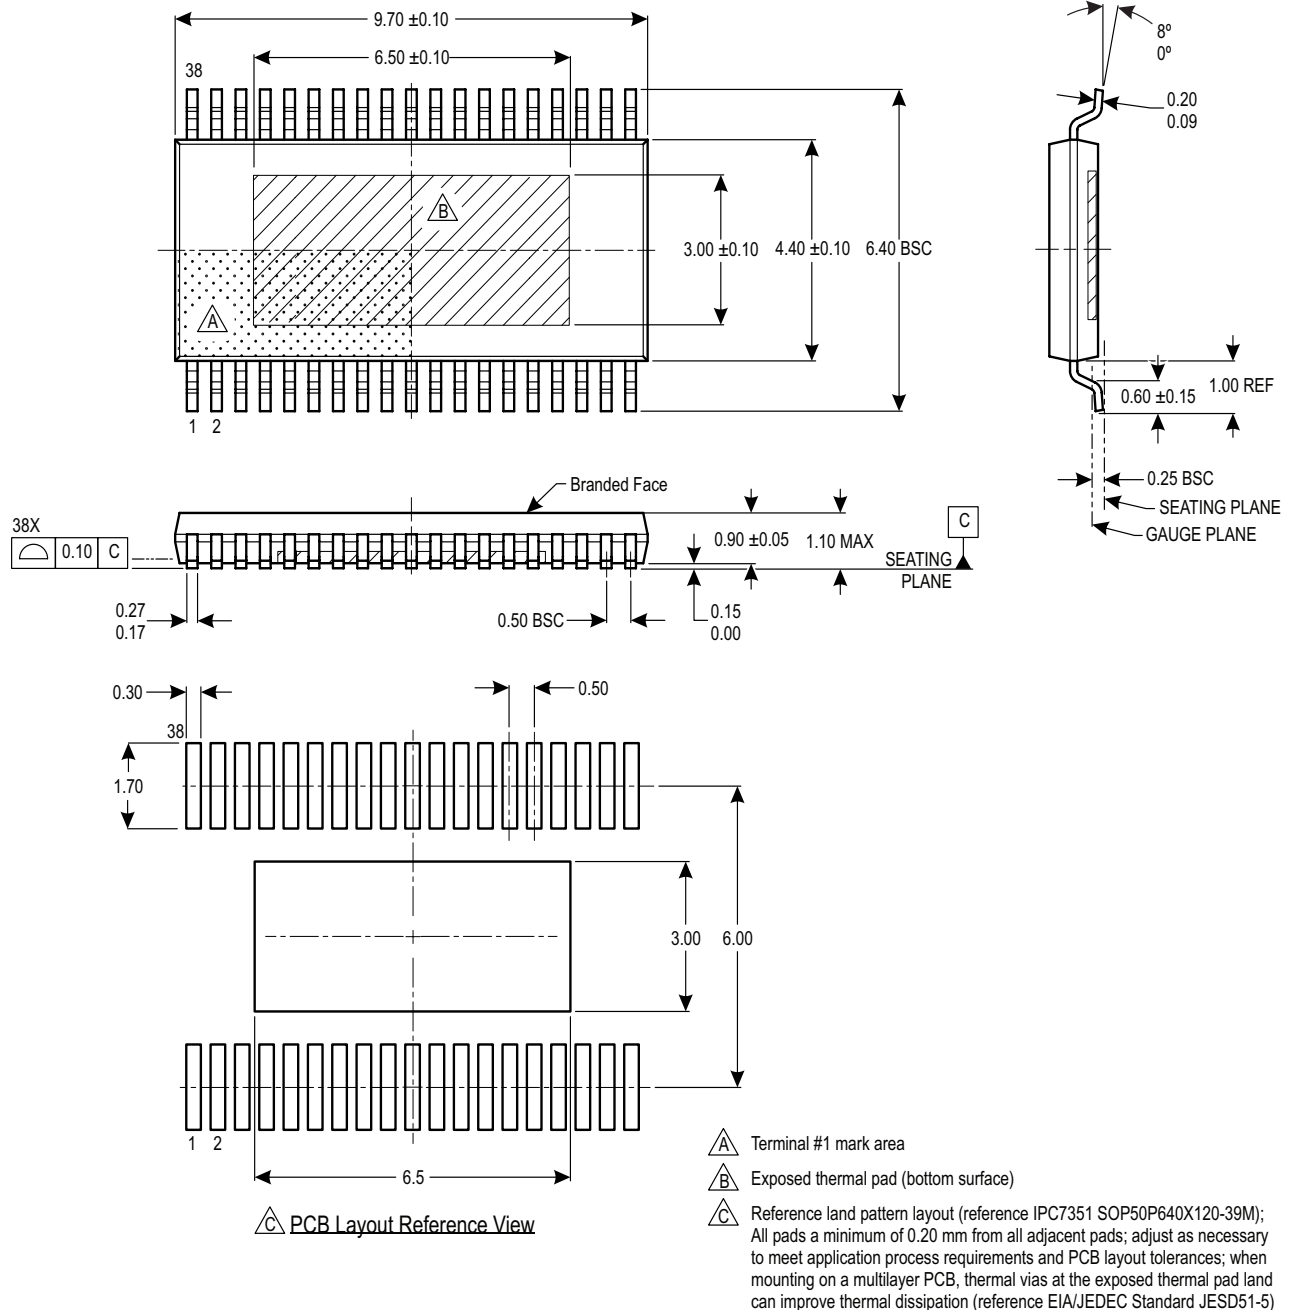 9.70 ±0.10
6.50 ±0.10
38
8º
0º
0.20
0.09
B
3.00 ±0.10
4.40 ±0.10
6.40 BSC
A
1 2
0.60 ±0.15
1.00 REF
0.25 BSC
SEATING PLANE
GAUGE PLANE
Branded Face
38X
0.10 C
0.90 ±0.05
1.10 MAX
C
SEATING
PLANE
0.27
0.17
0.50 BSC
0.15
0.00
0.30
0.50
38
1.70
3.00
6.00
1 2
6.5
C PCB Layout Reference View
A Terminal #1 mark area
B Exposed thermal pad (bottom surface)
C Reference land pattern layout (reference IPC7351 SOP50P640X120-39M);
All pads a minimum of 0.20 mm from all adjacent pads; adjust as necessary
to meet application process requirements and PCB layout tolerances; when
mounting on a multilayer PCB, thermal vias at the exposed thermal pad land
can improve thermal dissipation (reference EIA/JEDEC Standard JESD51-5)